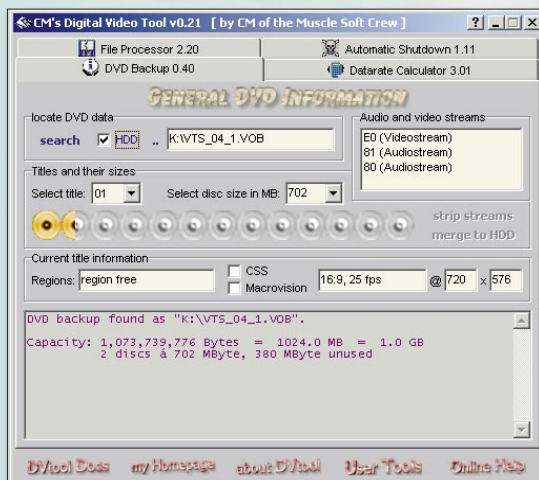 CM's Digital Video Tool v0.21 [ by CM of the Muscle Soft Crew ]
File Processor 2.20
Automatic Shutdown 1.11
DVD Backup 0.40
Datarate Calculator 3.01
General DVD Information
locate DVD data
search HDD .. K:\VTS_04_1.VOB
Audio and video streams
E0 (Videostream)
81 (Audiostream)
80 (Audiostream)
Titles and their sizes
Select title: 01 Select disc size in MB: 702
strip streams
merge to HDD
Current title information
Regions: region free
CSS
Macrovision
16:9, 25 fps @ 720 x 576
DVD backup found as "K:\VTS_04_1.VOB".
Capacity: 1,073,739,776 Bytes = 1024.0 MB = 1.0 GB
2 discs á 702 MByte, 380 MByte unused
DVtool Docs my Homepage about DVtool User Tools Online Help